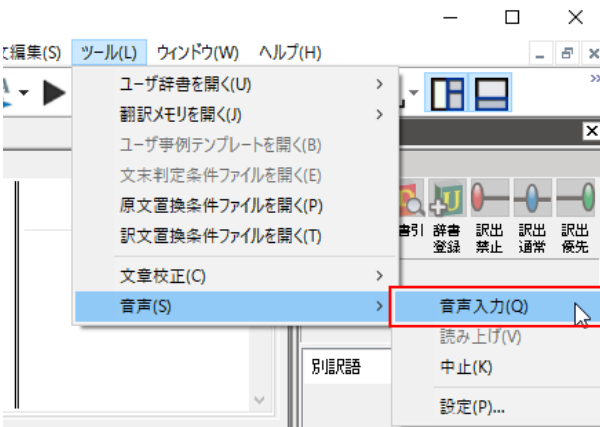 文編集(S) ツール(L) ウィンドウ(W) ヘルプ(H)
ユーザ辞書を開く(U)
翻訳メモリを開く(J)
ユーザ事例テンプレートを開く(B)
文末判定条件ファイルを開く(E)
原文置換条件ファイルを開く(P)
訳文置換条件ファイルを開く(T)
文章校正(C)
音声(S)
音声入力(Q)
読み上げ(V)
中止(K)
設定(P)...
書引 辞書登録 訳出禁止 訳出通常 訳出優先
別訳語